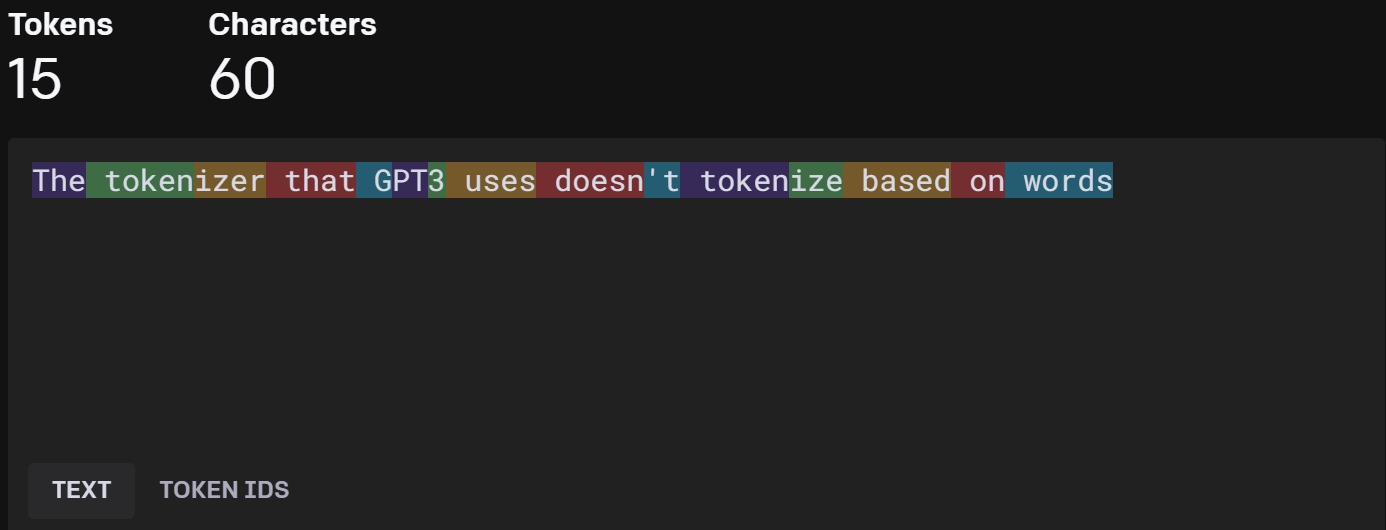 Tokens Characters
15 60
The tokenizer that GPT3 uses doesn't tokenize based on words
TEXT TOKEN IDS